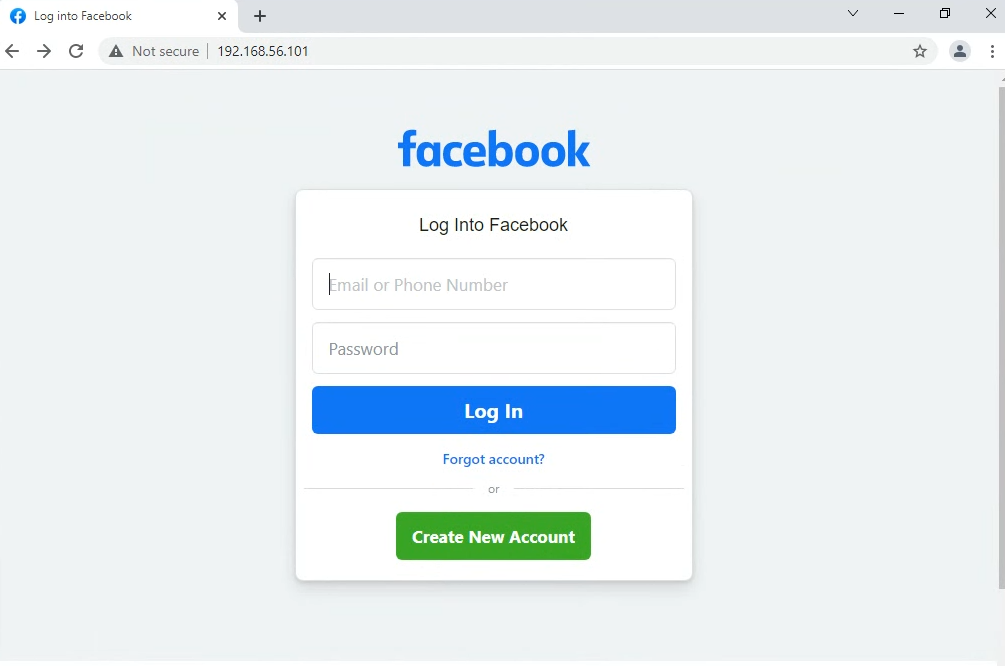 Log into Facebook
Not secure 192.168.56.101
facebook
Log Into Facebook
Email or Phone Number
Password
Log In
Forgot account?
or
Create New Account